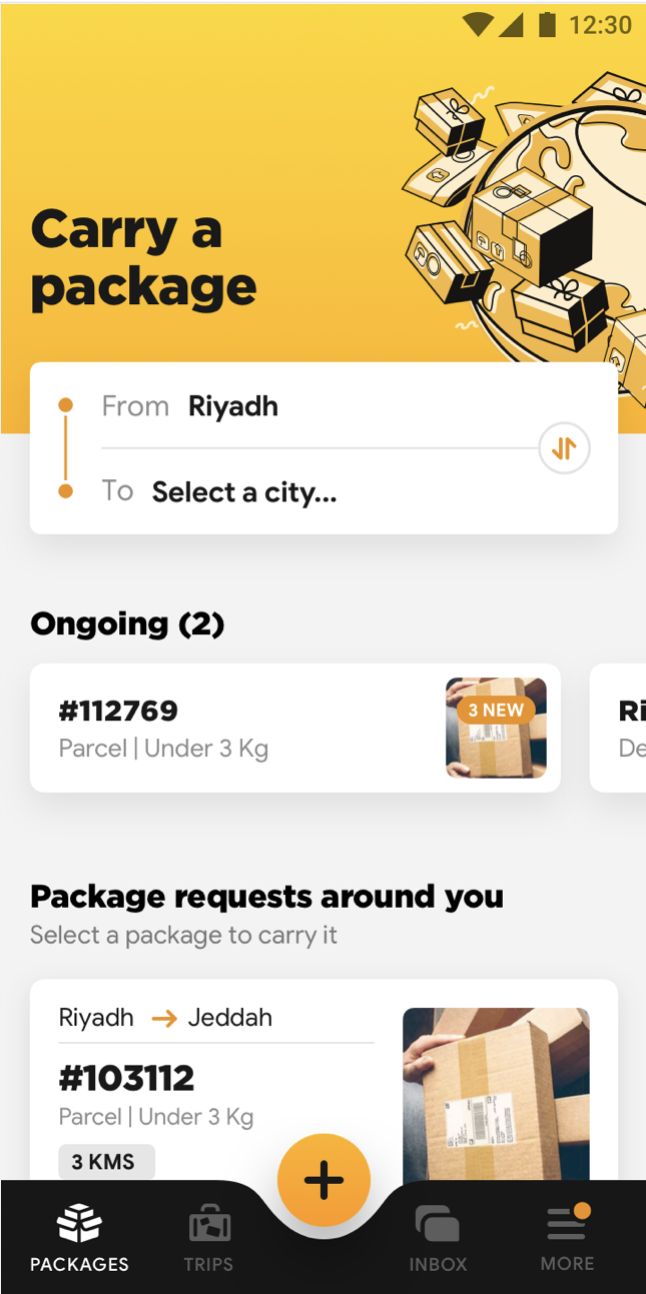 12:30
Carry a
package
From Riyadh
To Select a city...
Ongoing (2)
#112769
Parcel | Under 3 Kg
3 NEW
Ri
De
Package requests around you
Select a package to carry it
Riyadh → Jeddah
#103112
Parcel | Under 3 Kg
3 KMS
PACKAGES
TRIPS
INBOX
MORE